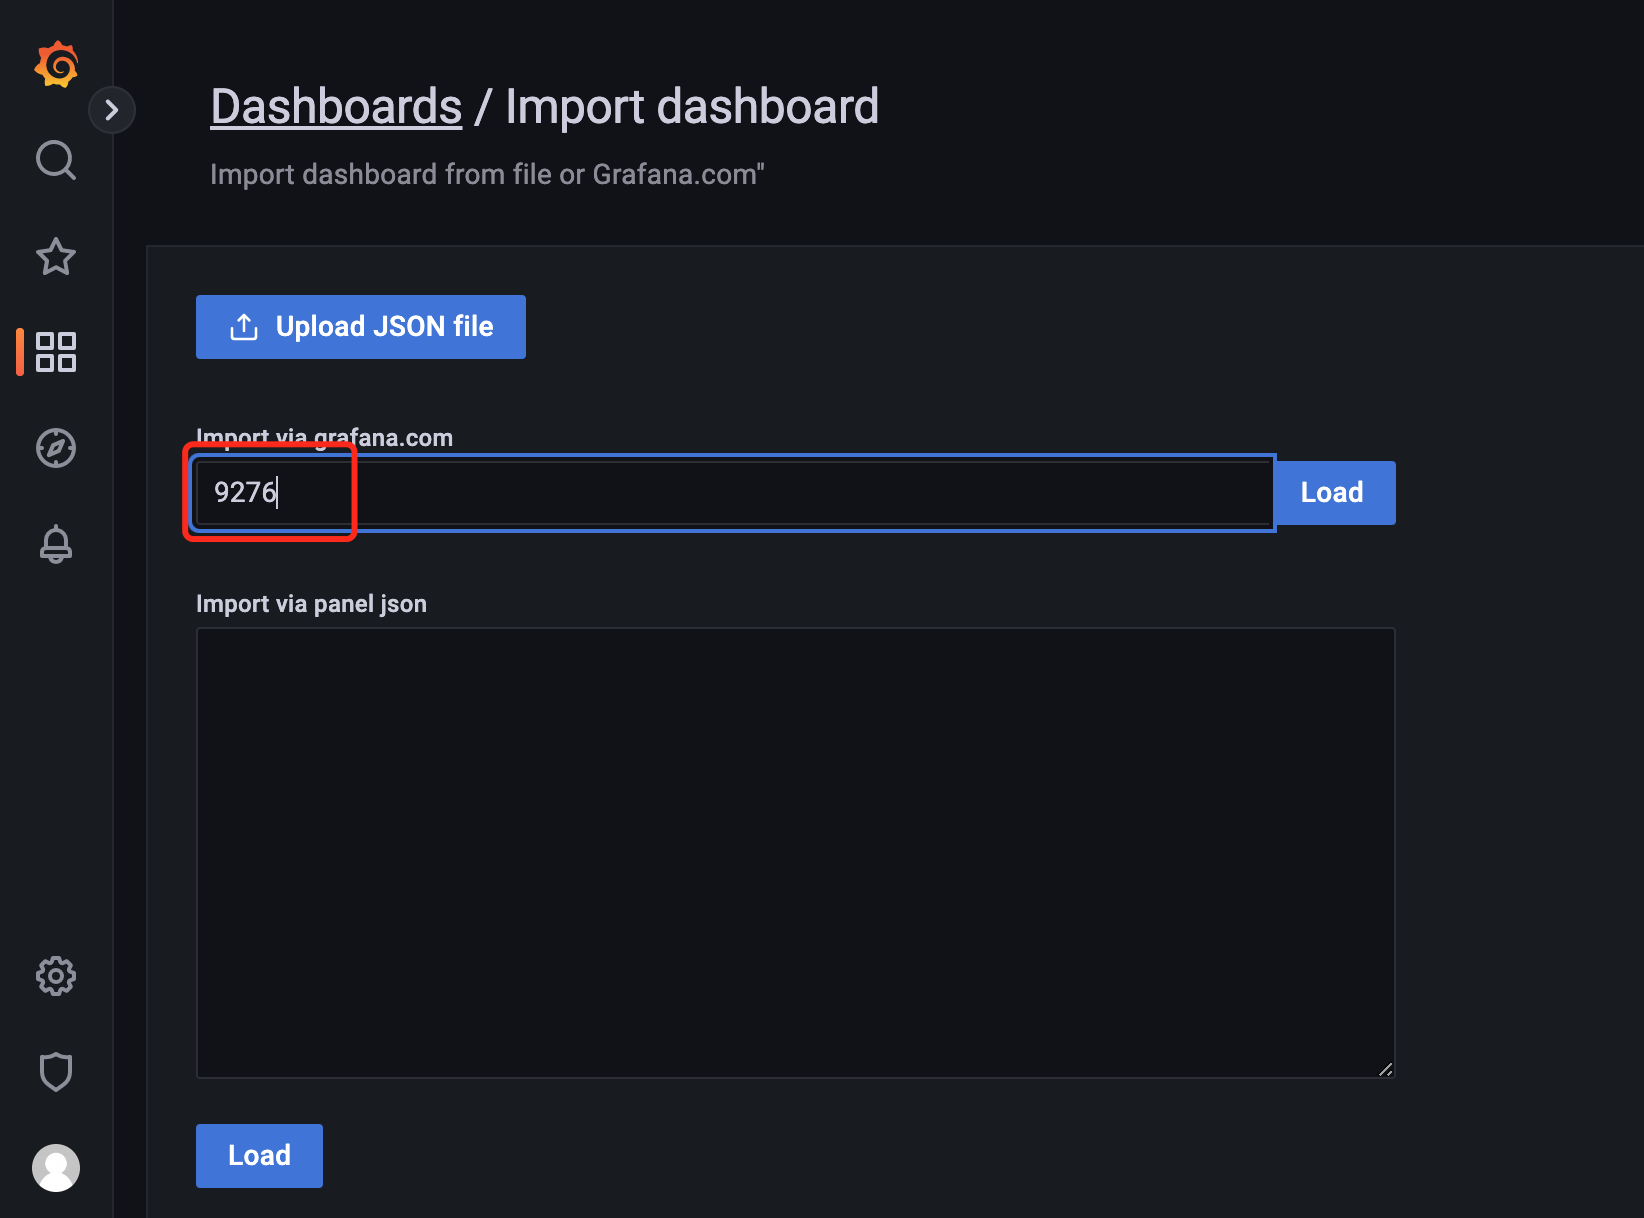 Dashboards / Import dashboard
Import dashboard from file or Grafana.com"
Upload JSON file
Import via grafana.com
9276
Load
Import via panel json
Load